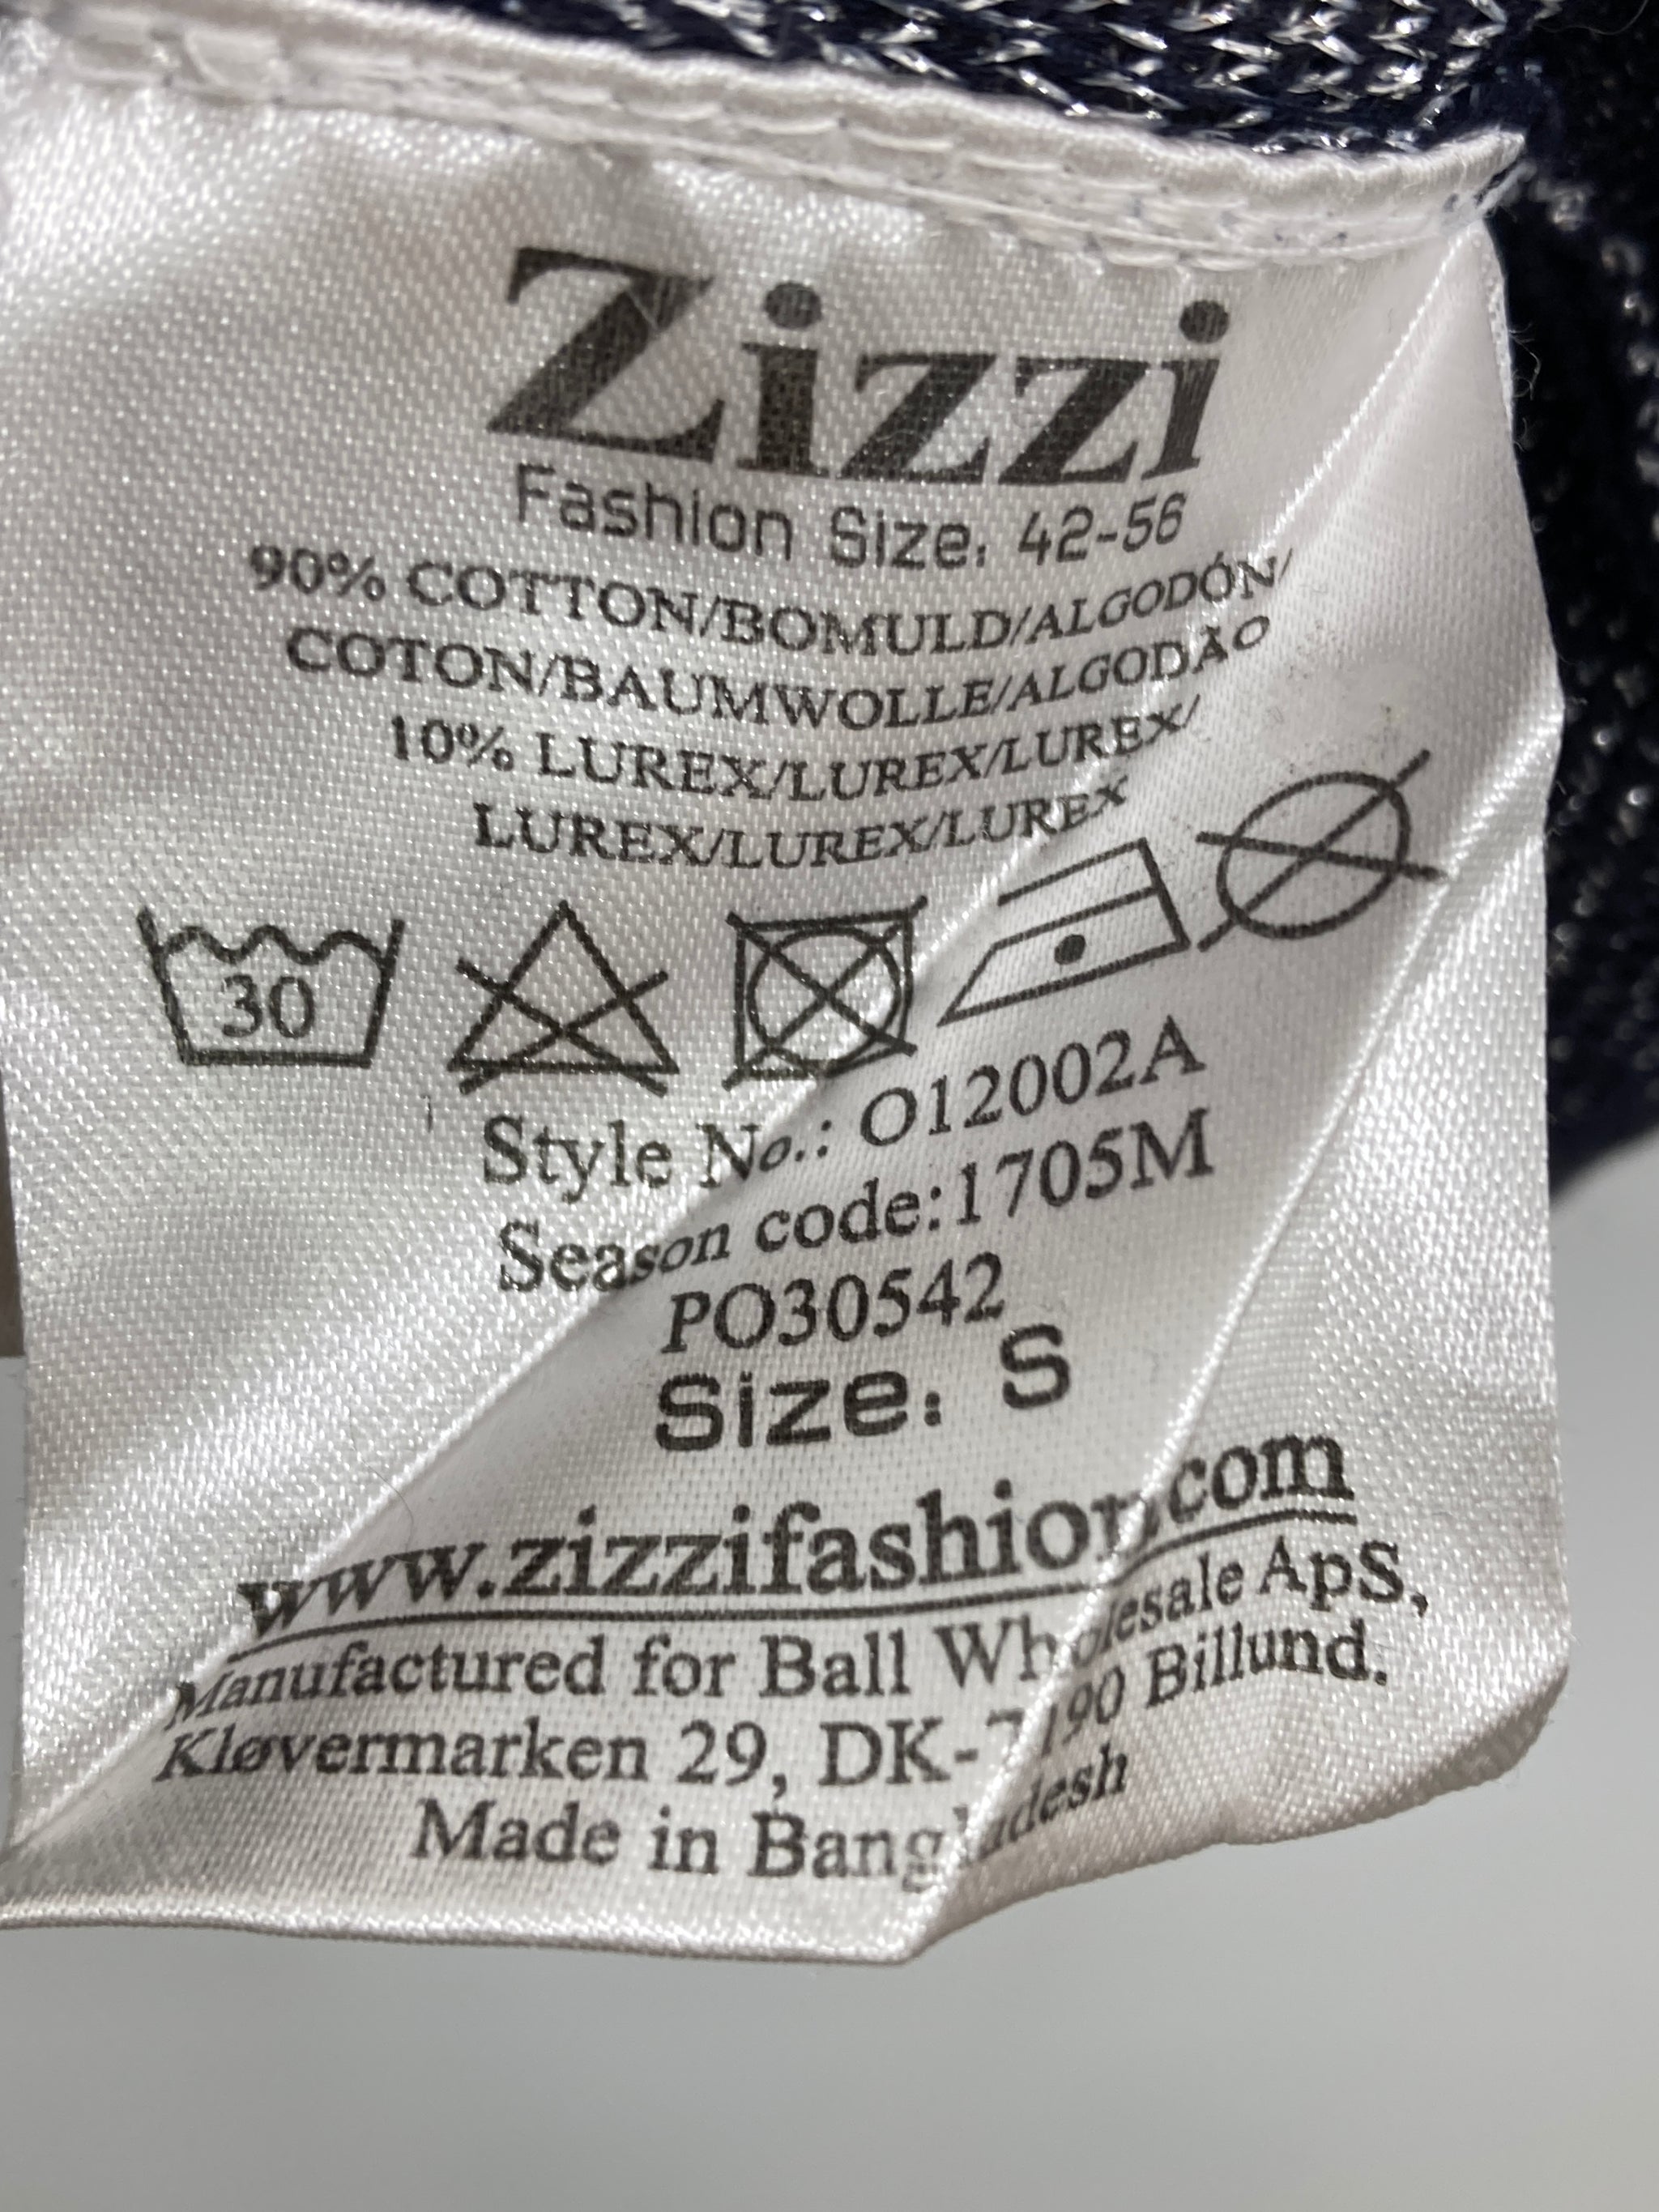 Zizzi
Fashion Size: 42-56
90% COTTON/BOMULD/ALGODÓN/
COTON/BAUMWOLLE/ALGODÃO
10% LUREX/LUREX/LUREX/
LUREX/LUREX/LUREX
30
Style No.: O12002A
Season code:1705M
PO30542
Size: S
www.zizzifashion.com
Manufactured for Ball Wholesale ApS,
Kløvermarken 29, DK-7190 Billund.
Made in Bangladesh